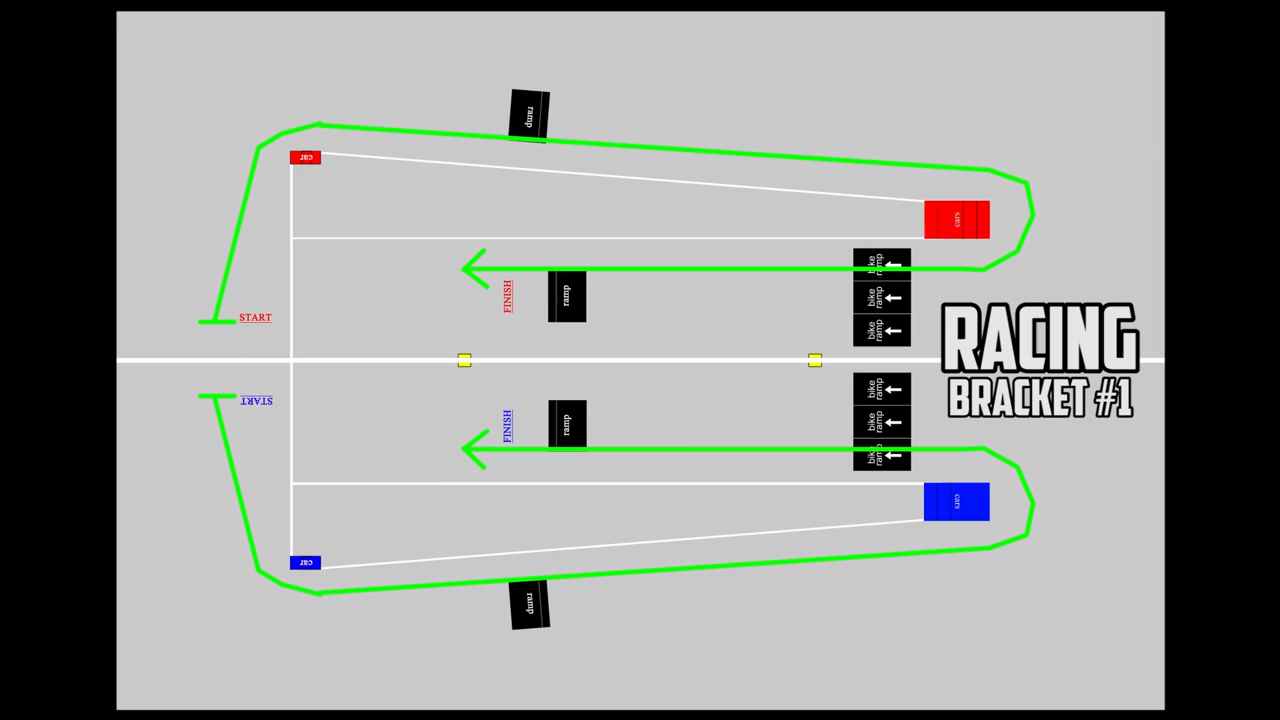 ramp
car
cars
bike
ramp
bike
ramp
bike
ramp
ramp
FINISH
START
RACING
BRACKET #1
START
bike
ramp
bike
ramp
bike
ramp
ramp
FINISH
cars
car
ramp